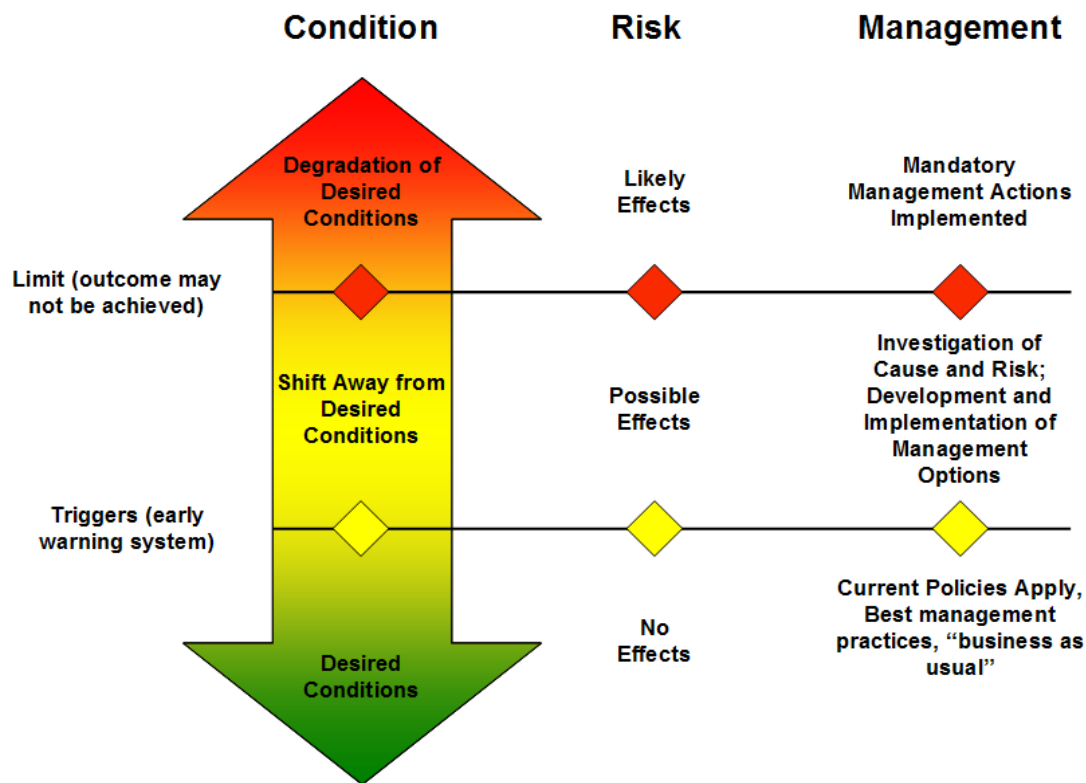 Condition
Risk
Management
Degradation of
Desired
Conditions
Likely
Effects
Mandatory
Management Actions
Implemented
Limit (outcome may
not be achieved)
Shift Away from
Desired
Conditions
Possible
Effects
Investigation of
Cause and Risk;
Development and
Implementation of
Management
Options
Triggers (early
warning system)
Desired
Conditions
No
Effects
Current Policies Apply,
Best management
practices, “business as
usual”